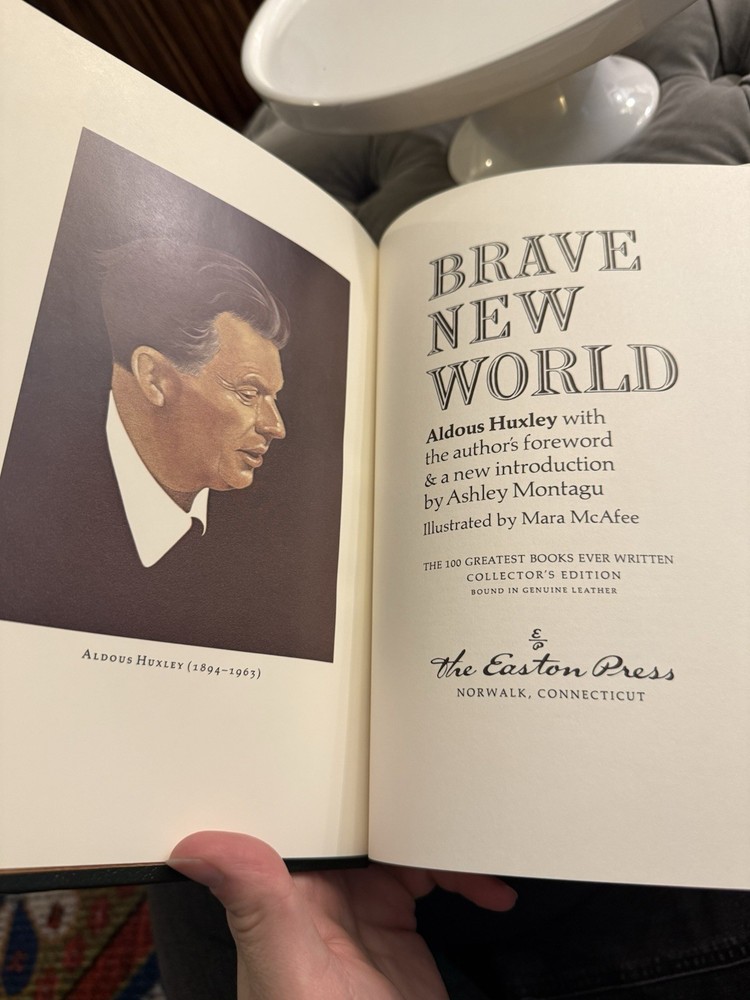 Aldous Huxley (1894–1963)
BRAVE
NEW
WORLD
Aldous Huxley with
the author's foreword
& a new introduction
by Ashley Montagu
Illustrated by Mara McAfee
THE 100 GREATEST BOOKS EVER WRITTEN
COLLECTOR'S EDITION
BOUND IN GENUINE LEATHER
E
P
The Easton Press
NORWALK, CONNECTICUT